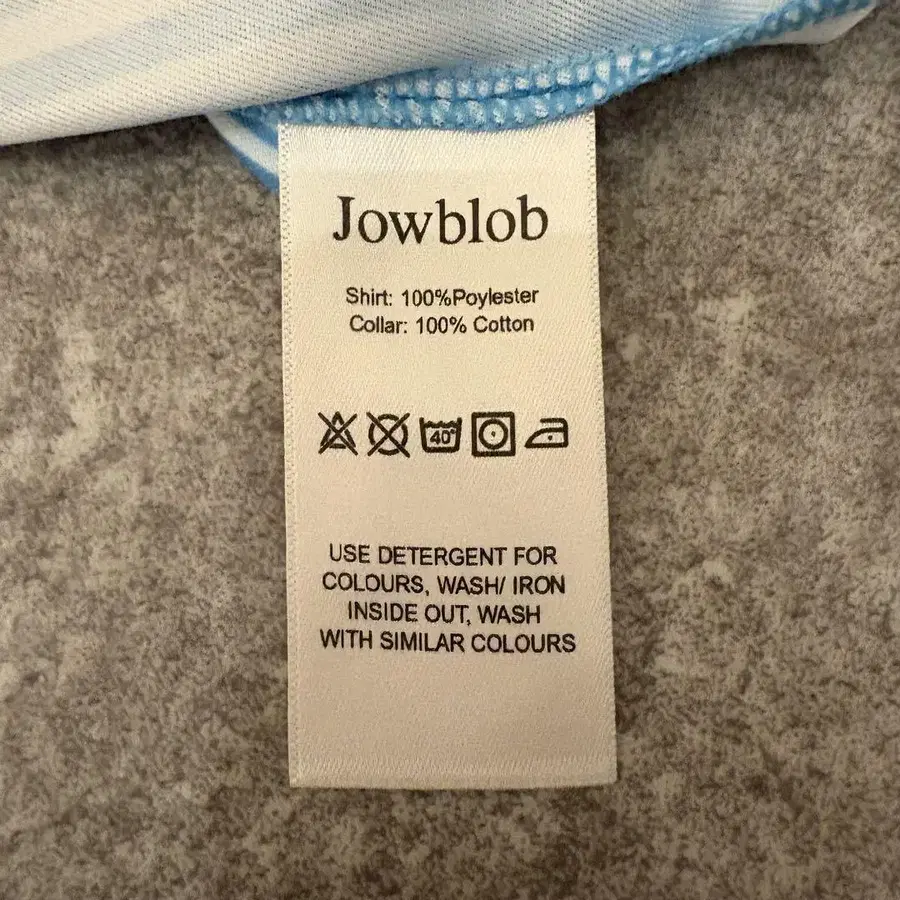 Jowblob
Shirt: 100%Poylester
Collar: 100% Cotton
40°
USE DETERGENT FOR
COLOURS, WASH/ IRON
INSIDE OUT, WASH
WITH SIMILAR COLOURS